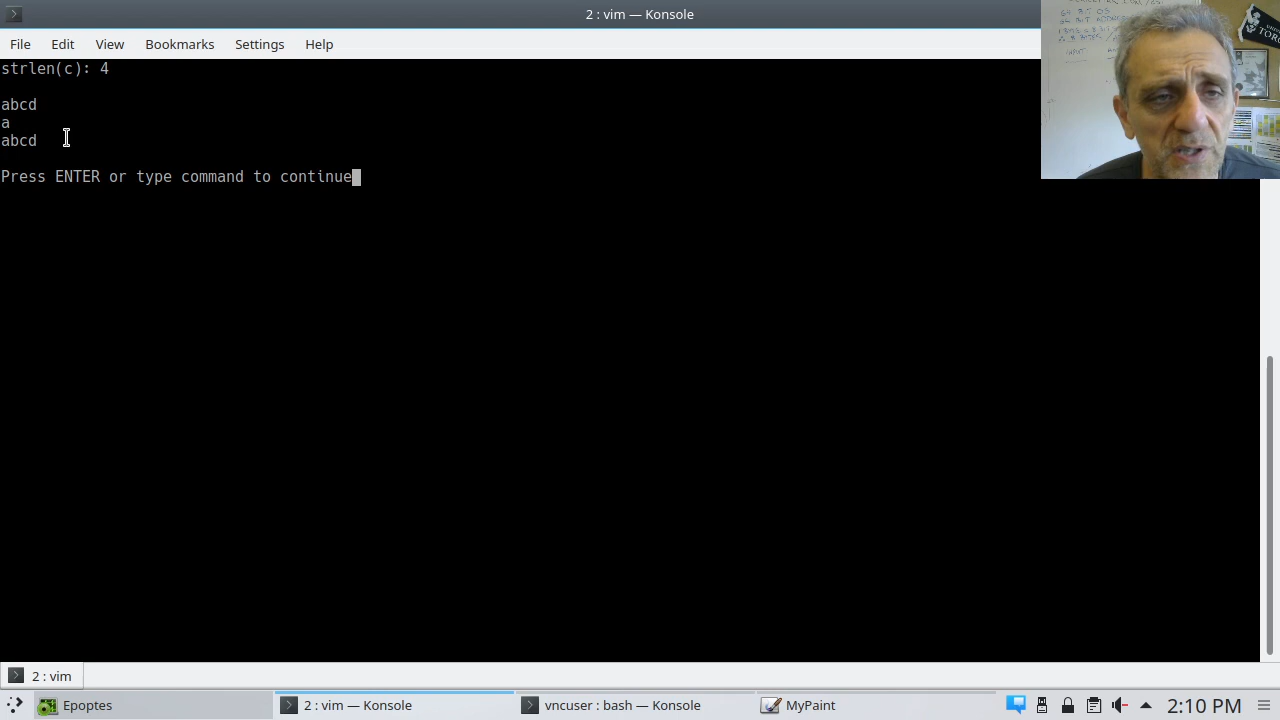 2 : vim — Konsole
File Edit View Bookmarks Settings Help
strlen(c): 4
abcd
a
abcd
Press ENTER or type command to continue
2 : vim
Epoptes 2 : vim — Konsole vncuser : bash — Konsole MyPaint 2:10 PM